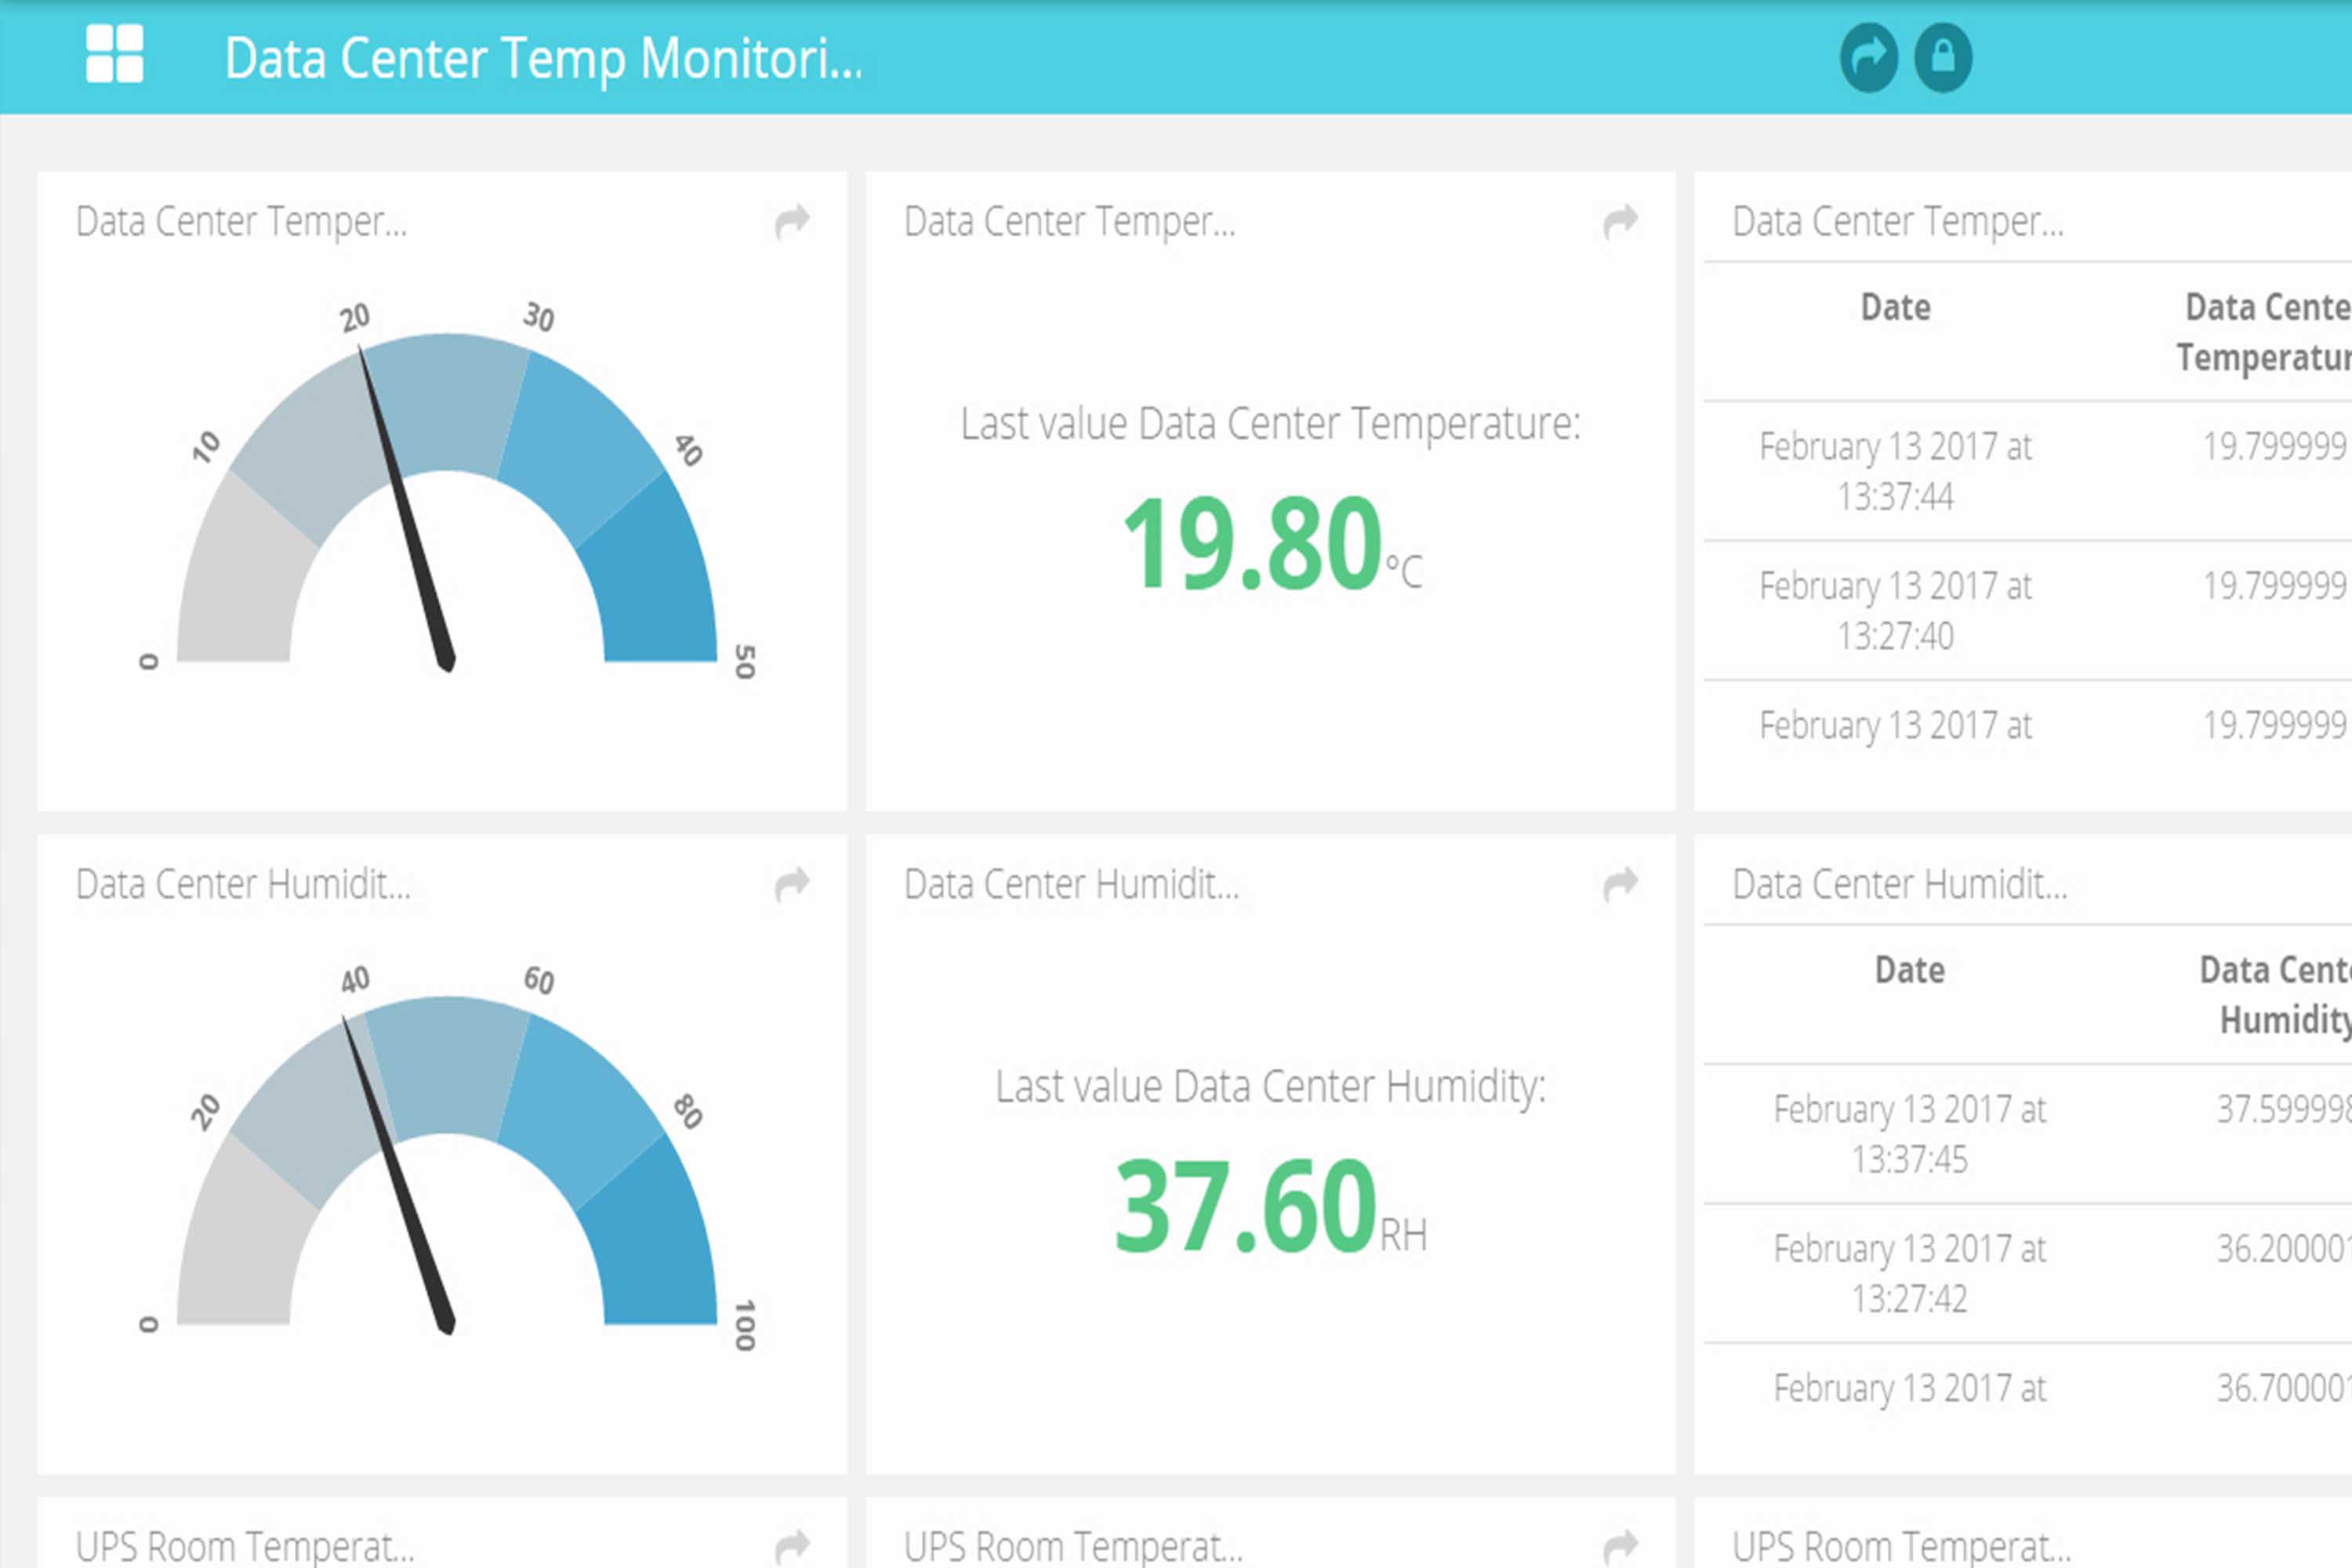 Data Center Temp Monitori...
Data Center Temper...
0
10
20
30
40
50
Data Center Temper...
Last value Data Center Temperature:
19.80°C
Data Center Temper...
Date
Data Cente
Temperatur
February 13 2017 at
13:37:44
19.799999
February 13 2017 at
13:27:40
19.799999
February 13 2017 at
19.799999
Data Center Humidit...
0
20
40
60
80
100
Data Center Humidit...
Last value Data Center Humidity:
37.60RH
Data Center Humidit...
Date
Data Cente
Humidity
February 13 2017 at
13:37:45
37.599998
February 13 2017 at
13:27:42
36.200001
February 13 2017 at
36.700001
UPS Room Temperat...
UPS Room Temperat...
UPS Room Temperat...